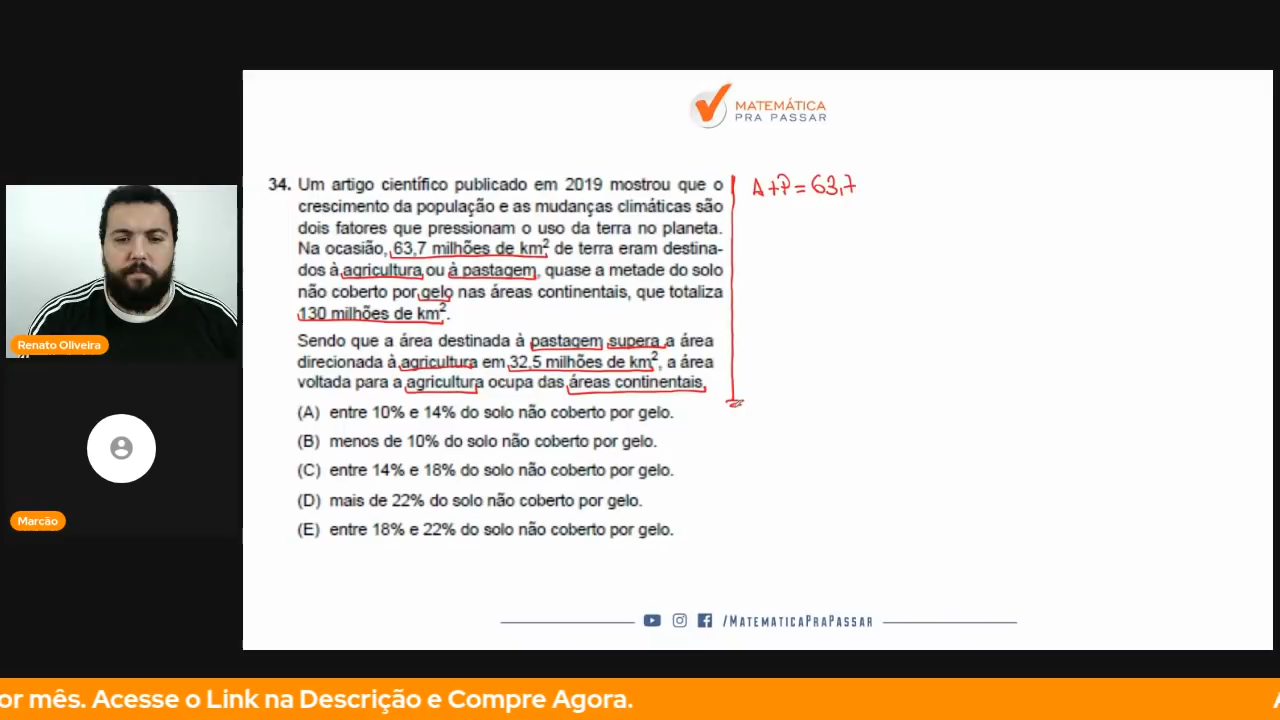 MATEMÁTICA
PRA PASSAR
34. Um artigo científico publicado em 2019 mostrou que o
crescimento da população e as mudanças climáticas são
dois fatores que pressionam o uso da terra no planeta.
Na ocasião, 63,7 milhões de km² de terra eram destina-
dos à agricultura ou à pastagem, quase a metade do solo
não coberto por gelo nas áreas continentais, que totaliza
130 milhões de km².
Sendo que a área destinada à pastagem supera a área
direcionada à agricultura em 32,5 milhões de km², a área
voltada para a agricultura ocupa das áreas continentais,
(A) entre 10% e 14% do solo não coberto por gelo.
(B) menos de 10% do solo não coberto por gelo.
(C) entre 14% e 18% do solo não coberto por gelo.
(D) mais de 22% do solo não coberto por gelo.
(E) entre 18% e 22% do solo não coberto por gelo.
A+P=63,7
Renato Oliveira
Marcão
/MATEMATICAPRAPASSAR
or mês. Acesse o Link na Descrição e Compre Agora.